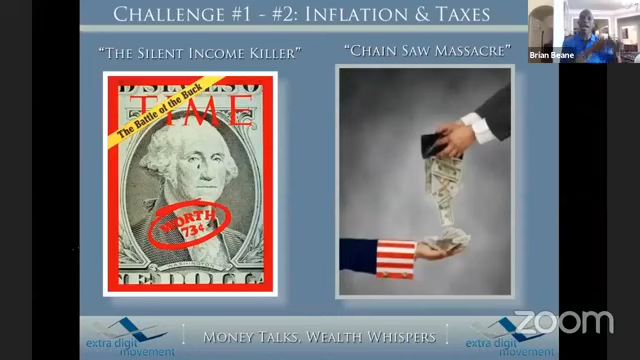 CHALLENGE #1 - #2: INFLATION & TAXES
"THE SILENT INCOME KILLER"
"CHAIN SAW MASSACRE"
Brian Beane
TIME
The Battle of the Buck
WORTH
73¢
WASHINGTON
extra digit
movement
MONEY TALKS, WEALTH WHISPERS
extra digit
movement
zoom